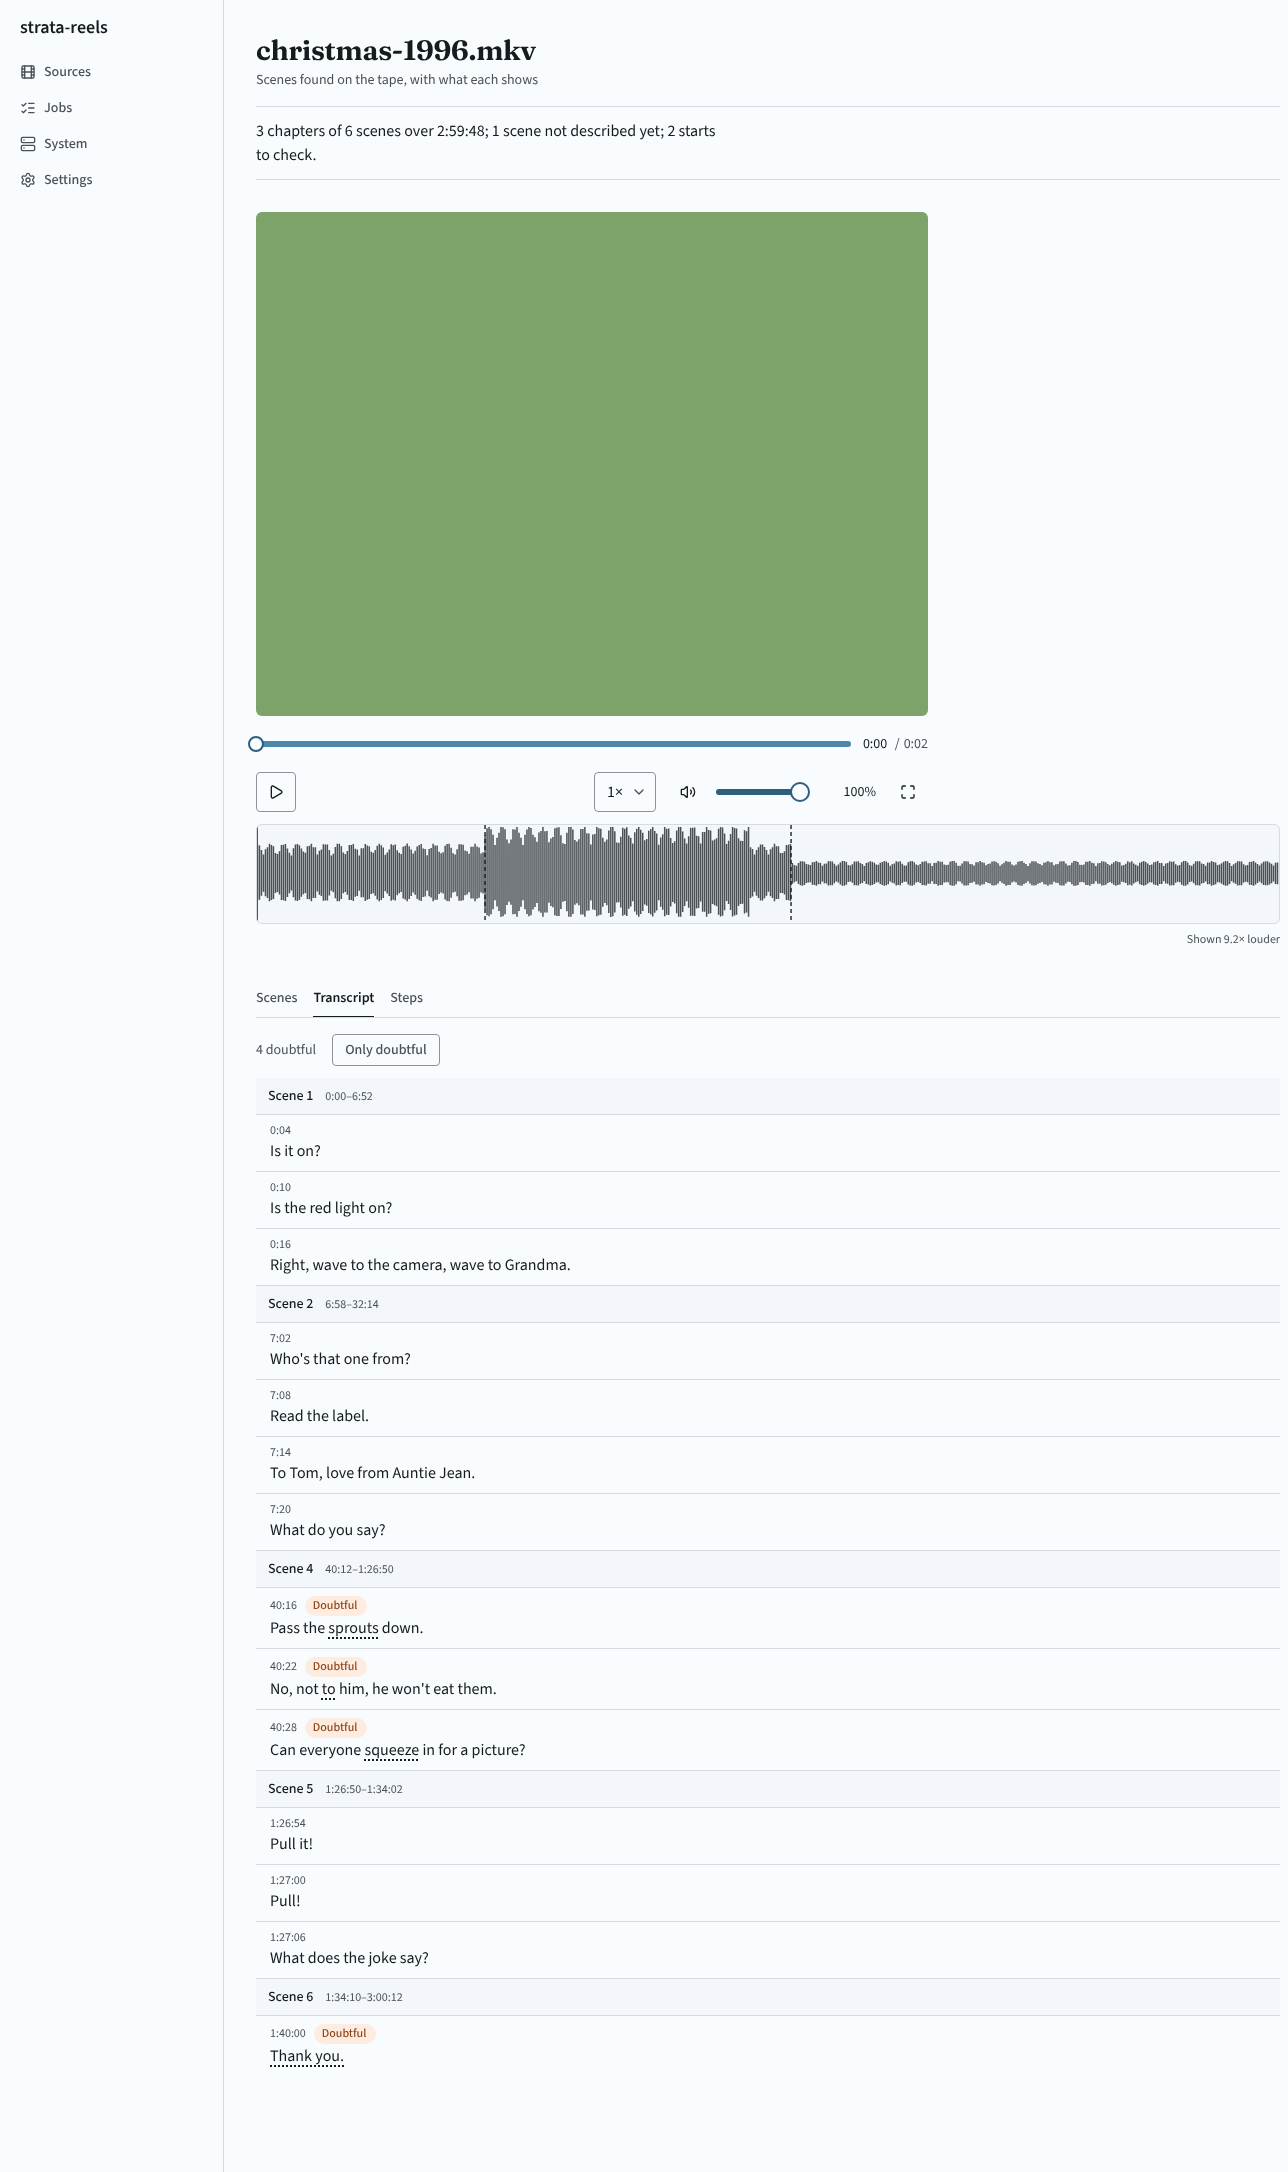 strata-reels
Sources
Jobs
System
Settings
christmas-1996.mkv
Scenes found on the tape, with what each shows
3 chapters of 6 scenes over 2:59:48; 1 scene not described yet; 2 starts
to check.
0:00 / 0:02
1×
100%
Shown 9.2× louder
Scenes Transcript Steps
4 doubtful Only doubtful
Scene 1 0:00–6:52
0:04
Is it on?
0:10
Is the red light on?
0:16
Right, wave to the camera, wave to Grandma.
Scene 2 6:58–32:14
7:02
Who's that one from?
7:08
Read the label.
7:14
To Tom, love from Auntie Jean.
7:20
What do you say?
Scene 4 40:12–1:26:50
40:16 Doubtful
Pass the sprouts down.
40:22 Doubtful
No, not to him, he won't eat them.
40:28 Doubtful
Can everyone squeeze in for a picture?
Scene 5 1:26:50–1:34:02
1:26:54
Pull it!
1:27:00
Pull!
1:27:06
What does the joke say?
Scene 6 1:34:10–3:00:12
1:40:00 Doubtful
Thank you.